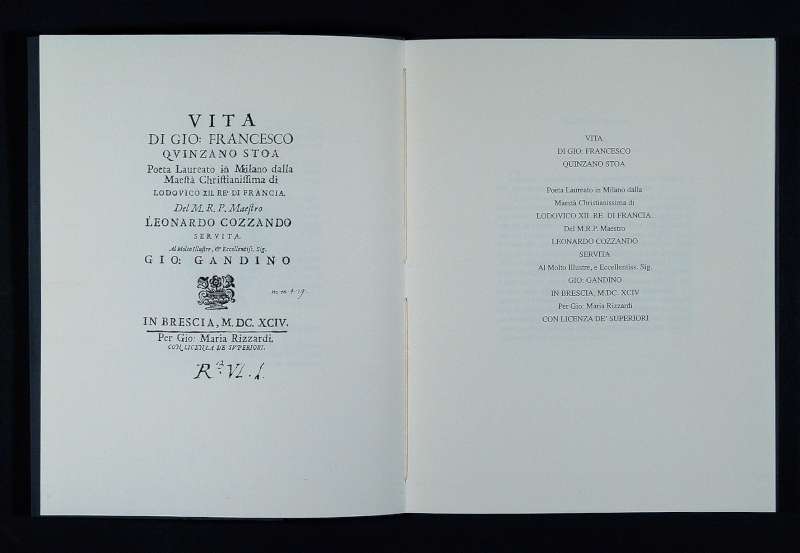 VITA
DI GIO: FRANCESCO
QVINZANO STOA
Poeta Laureato in Milano dalla
Maestà Christianissima di
LODOVICO XII. RE' DI FRANCIA.
Del M. R. P. Maestro
LEONARDO COZZANDO
SERVITA.
Al Molto Illustre, & Eccellentiss. Sig.
GIO: GANDINO
IN BRESCIA, M.DC. XCIV.
Per Gio: Maria Rizzardi.
CON LICENZA DE SVPERIORI.
VITA
DI GIO: FRANCESCO
QUINZANO STOA
Poeta Laureato in Milano dalla
Maestà Christianissima di
LODOVICO XII. RE. DI FRANCIA
Del M.R.P. Maestro
LEONARDO COZZANDO
SERVITA
Al Molto Illustre, e Eccellentiss. Sig.
GIO: GANDINO
IN BRESCIA, M.DC. XCIV
Per Gio: Maria Rizzardi
CON LICENZA DE' SUPERIORI